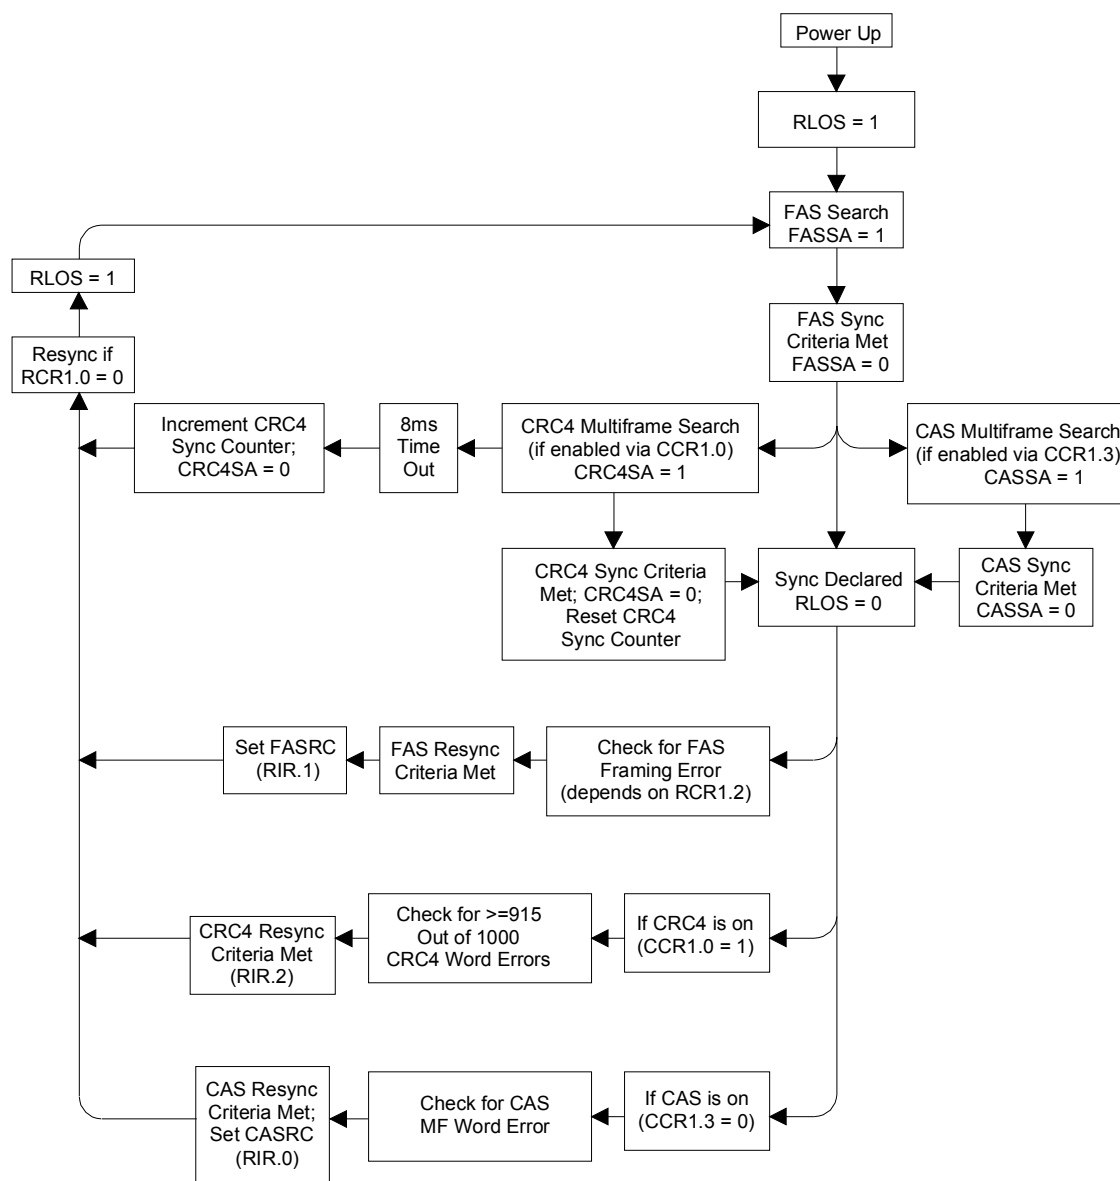 Power Up
RLOS = 1
FAS Search
FASSA = 1
RLOS = 1
FAS Sync
Criteria Met
FASSA = 0
Resync if
RCR1.0 = 0
Increment CRC4
Sync Counter;
CRC4SA = 0
8ms
Time
Out
CRC4 Multiframe Search
(if enabled via CCR1.0)
CRC4SA = 1
CAS Multiframe Search
(if enabled via CCR1.3)
CASSA = 1
CRC4 Sync Criteria
Met; CRC4SA = 0;
Reset CRC4
Sync Counter
Sync Declared
RLOS = 0
CAS Sync
Criteria Met
CASSA = 0
Set FASRC
(RIR.1)
FAS Resync
Criteria Met
Check for FAS
Framing Error
(depends on RCR1.2)
CRC4 Resync
Criteria Met
(RIR.2)
Check for >=915
Out of 1000
CRC4 Word Errors
If CRC4 is on
(CCR1.0 = 1)
CAS Resync
Criteria Met;
Set CASRC
(RIR.0)
Check for CAS
MF Word Error
If CAS is on
(CCR1.3 = 0)